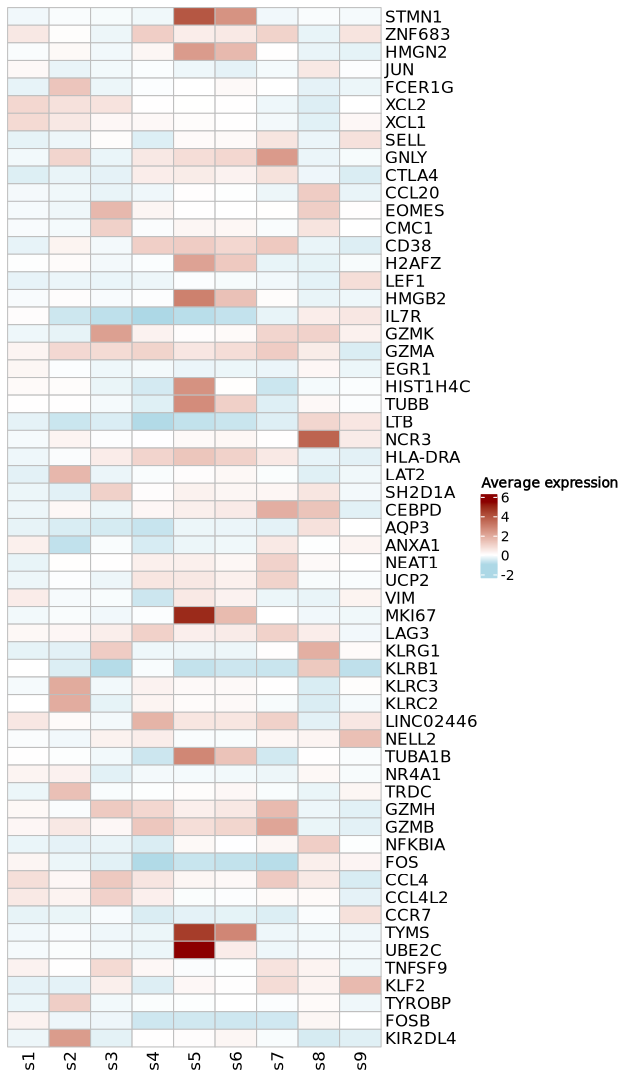 STMN1
ZNF683
HMGN2
JUN
FCER1G
XCL2
XCL1
SELL
GNLY
CTLA4
CCL20
EOMES
CMC1
CD38
H2AFZ
LEF1
HMGB2
IL7R
GZMK
GZMA
EGR1
HIST1H4C
TUBB
LTB
NCR3
HLA-DRA
LAT2
SH2D1A
CEBPD
AQP3
ANXA1
NEAT1
UCP2
VIM
MKI67
LAG3
KLRG1
KLRB1
KLRC3
KLRC2
LINC02446
NELL2
TUBA1B
NR4A1
TRDC
GZMH
GZMB
NFKBIA
FOS
CCL4
CCL4L2
CCR7
TYMS
UBE2C
TNFSF9
KLF2
TYROBP
FOSB
KIR2DL4
s1 s2 s3 s4 s5 s6 s7 s8 s9
Average expression
6
4
2
0
-2